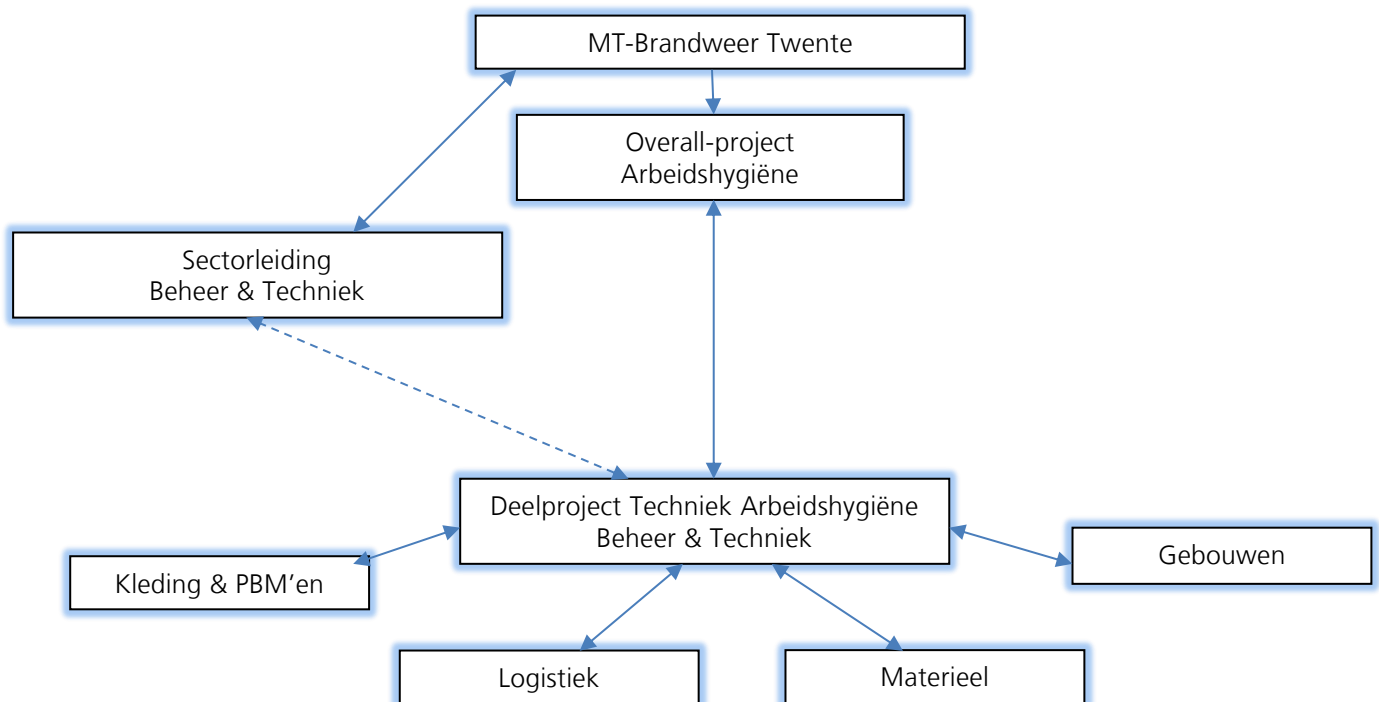 MT-Brandweer Twente
Overall-project
Arbeidshygiëne
Sectorleiding
Beheer & Techniek
Deelproject Techniek Arbeidshygiëne
Beheer & Techniek
Gebouwen
Kleding & PBM’en
Logistiek
Materieel